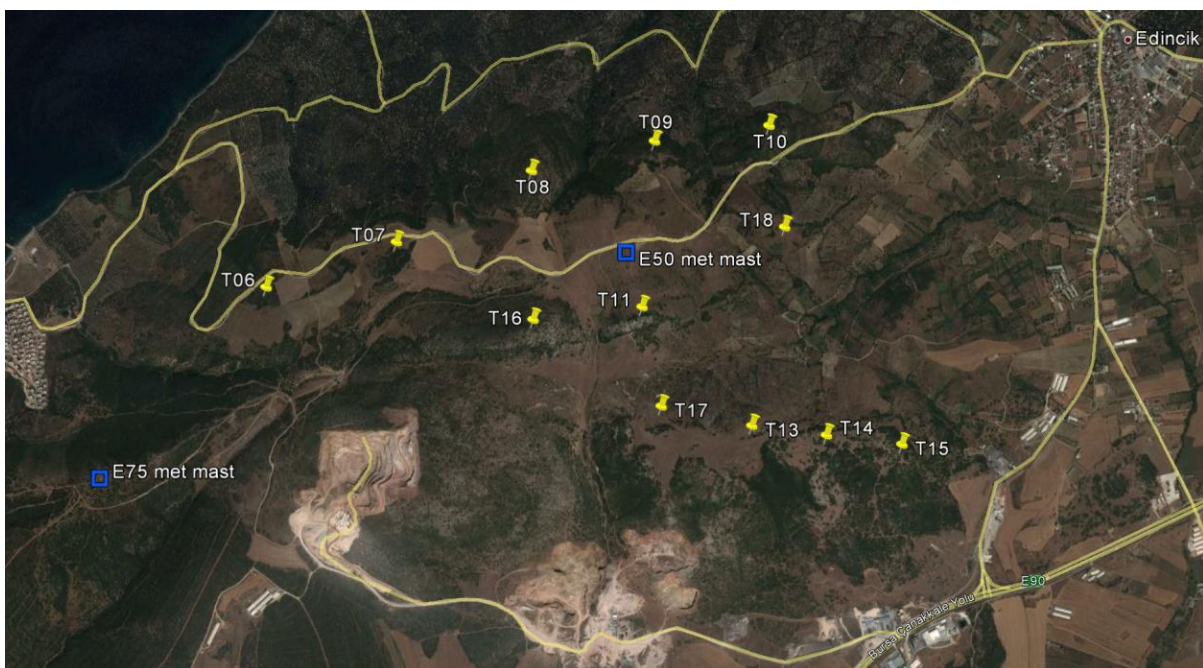 Edincik
T09
T10
T08
T18
T07
E50 met mast
T06
T11
T16
T17
T13
T14
T15
E75 met mast
E90
Bursa Çanakkale Yolu